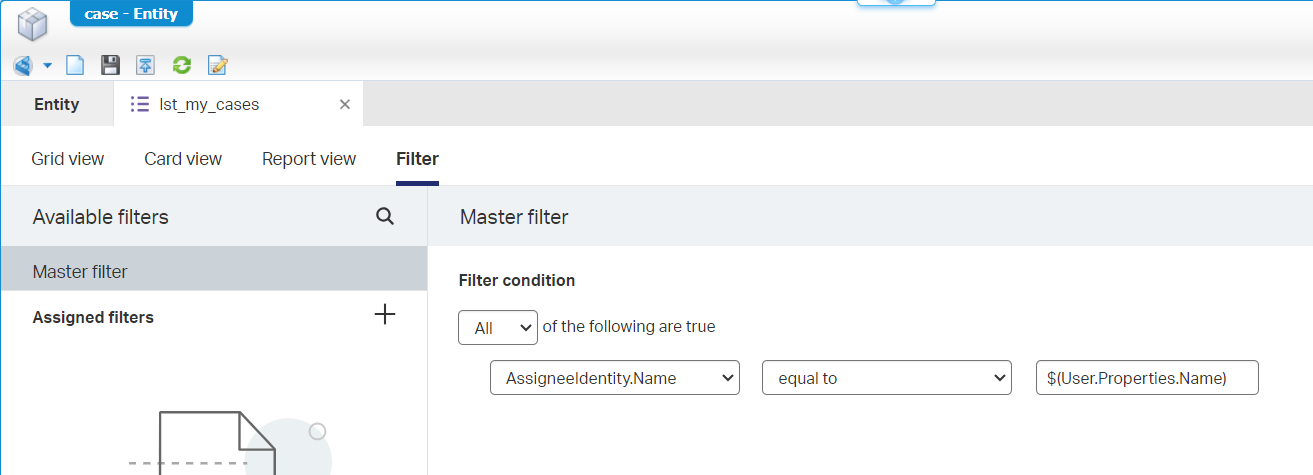 case - Entity
Entity
lst_my_cases
Grid view Card view Report view Filter
Available filters
Master filter
Master filter
Assigned filters
Filter condition
All of the following are true
AssigneeIdentity.Name equal to $(User.Properties.Name)